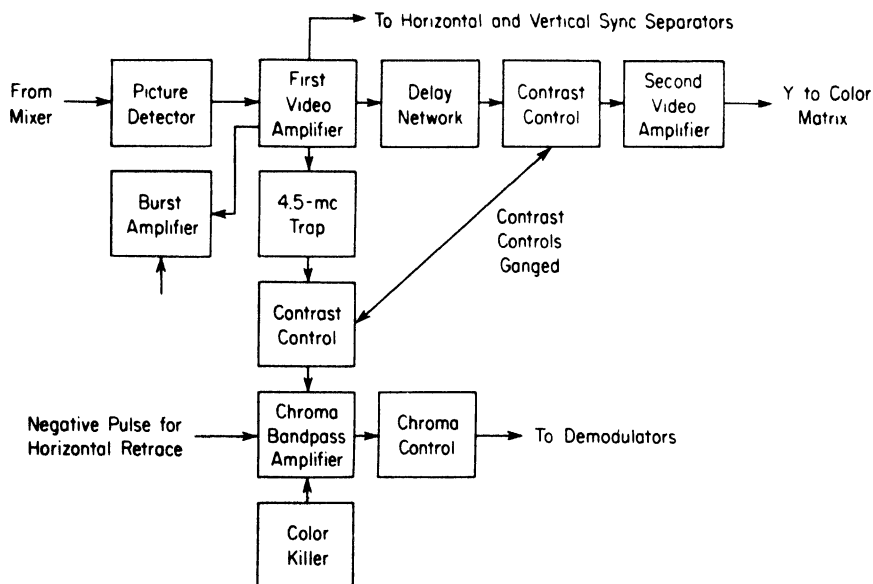 To Horizontal and Vertical Sync Separators
From
Mixer
Picture
Detector
First
Video
Amplifier
Delay
Network
Contrast
Control
Second
Video
Amplifier
Y to Color
Matrix
Burst
Amplifier
4.5-mc
Trap
Contrast
Controls
Ganged
Contrast
Control
Negative Pulse for
Horizontal Retrace
Chroma
Bandpass
Amplifier
Chroma
Control
To Demodulators
Color
Killer